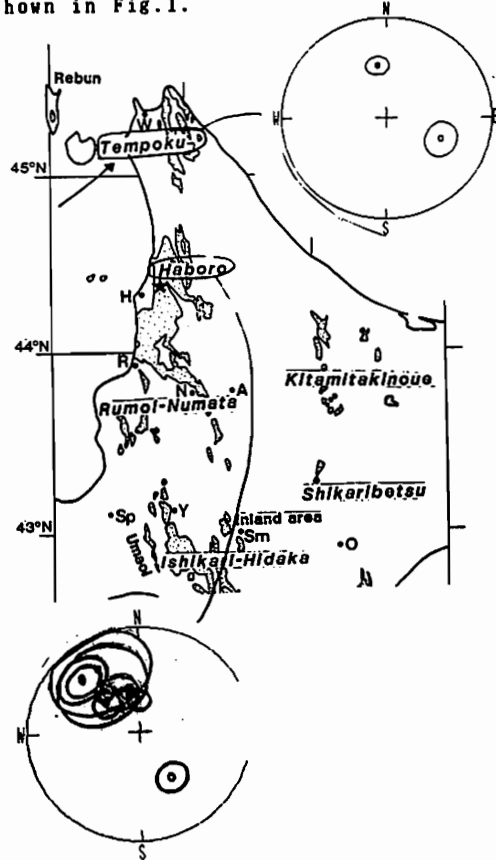 hown in Fig.1.
N
Rebun
W
W
E
Tempoku
45°N
S
Haboro
H
44°N
R
Kitamitakinoue
N
A
Rumoi-Numata
Shikaribetsu
Sp
Y
Inland area
43°N
Sm
O
Umaoi
Ishikari-Hidaka
N
W
S